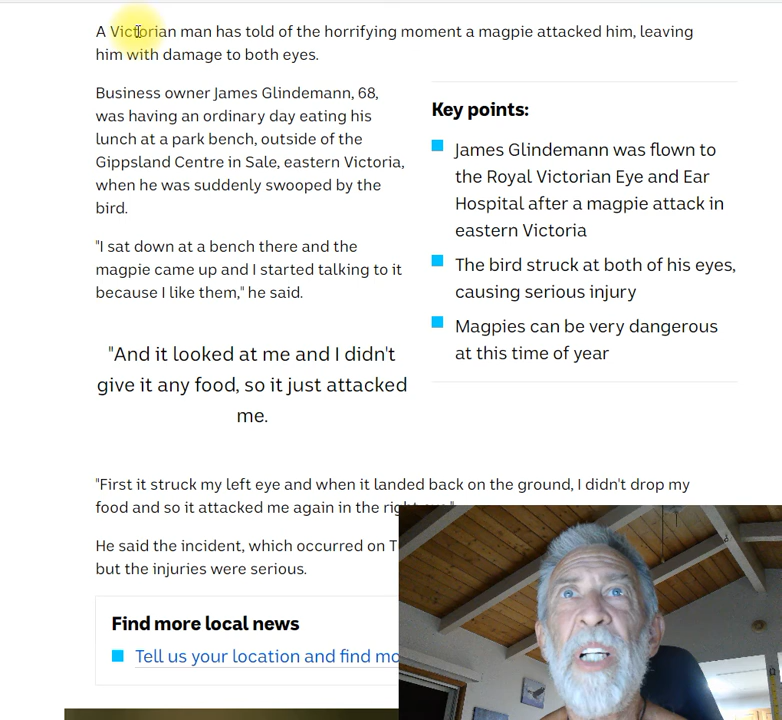 A Victorian man has told of the horrifying moment a magpie attacked him, leaving
him with damage to both eyes.
Business owner James Glindemann, 68,
was having an ordinary day eating his
lunch at a park bench, outside of the
Gippsland Centre in Sale, eastern Victoria,
when he was suddenly swooped by the
bird.
"I sat down at a bench there and the
magpie came up and I started talking to it
because I like them," he said.
"And it looked at me and I didn't
give it any food, so it just attacked
me.
Key points:
James Glindemann was flown to
the Royal Victorian Eye and Ear
Hospital after a magpie attack in
eastern Victoria
The bird struck at both of his eyes,
causing serious injury
Magpies can be very dangerous
at this time of year
"First it struck my left eye and when it landed back on the ground, I didn't drop my
food and so it attacked me again in the right
He said the incident, which occurred on
but the injuries were serious.
Find more local news
Tell us your location and find